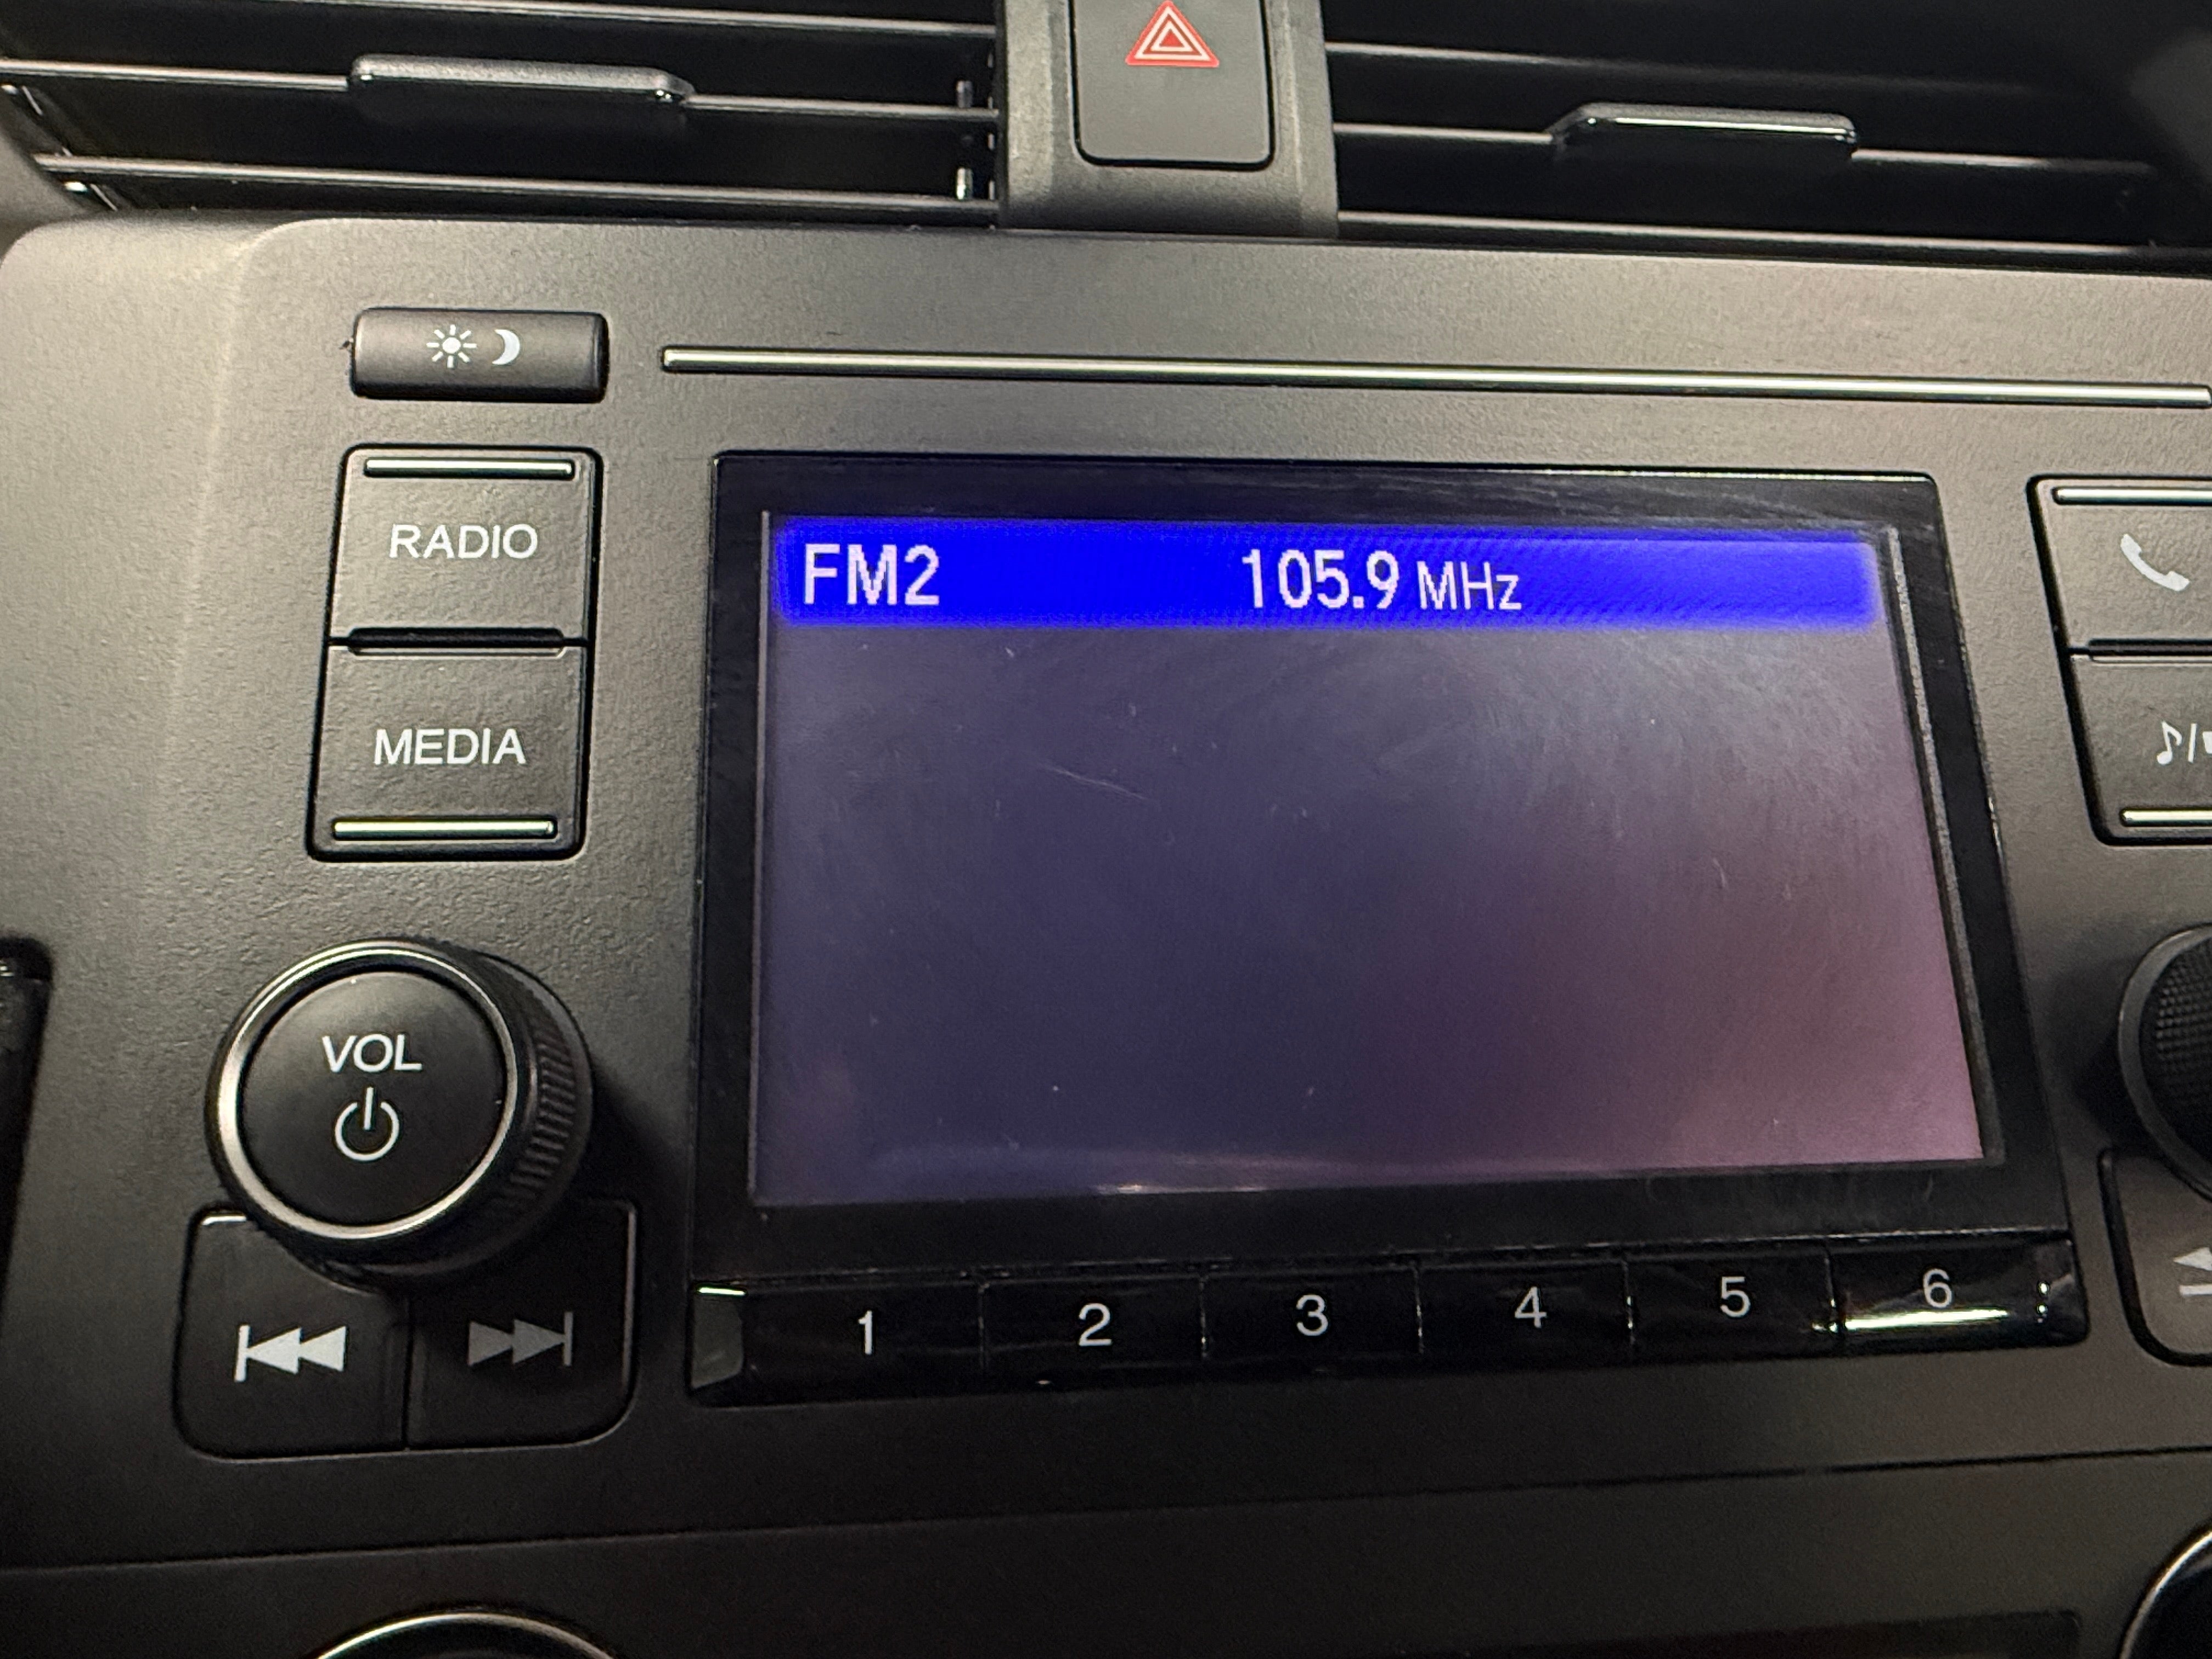 RADIO
FM2 105.9 MHz
MEDIA
VOL
1 2 3 4 5 6